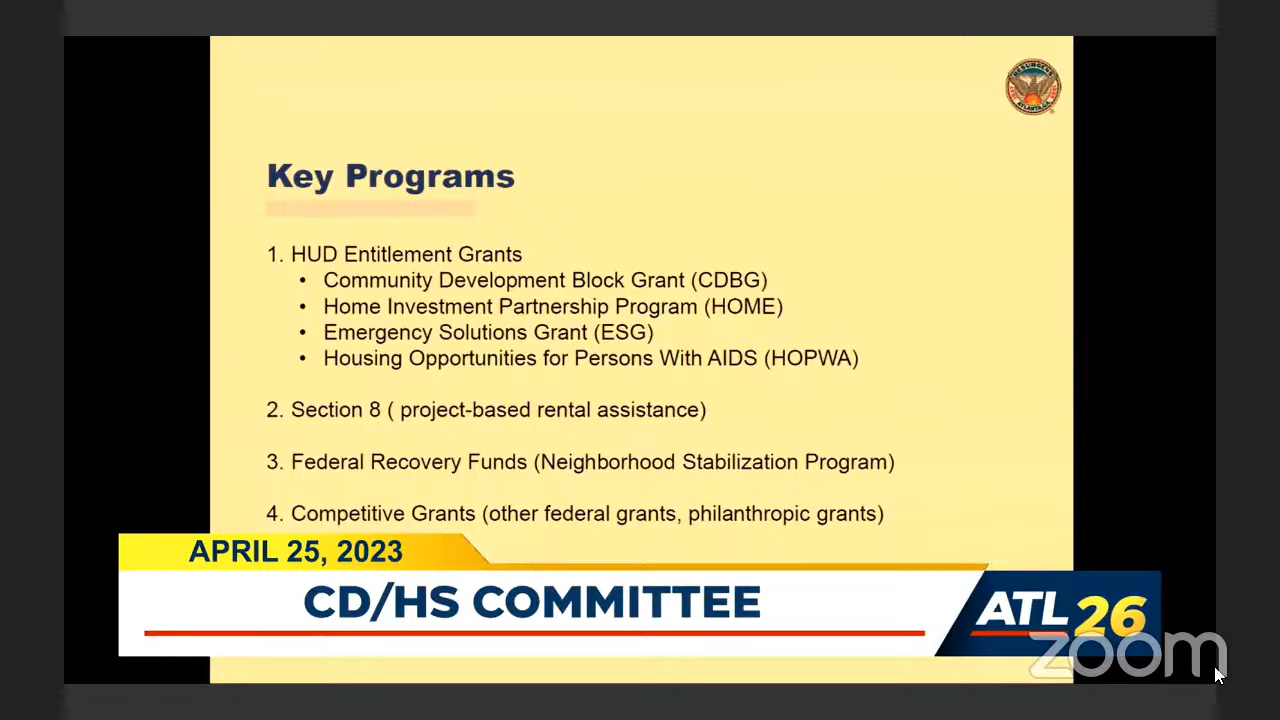 RESURGENS
ATLANTA, GA
Key Programs
1. HUD Entitlement Grants
• Community Development Block Grant (CDBG)
• Home Investment Partnership Program (HOME)
• Emergency Solutions Grant (ESG)
• Housing Opportunities for Persons With AIDS (HOPWA)
2. Section 8 ( project-based rental assistance)
3. Federal Recovery Funds (Neighborhood Stabilization Program)
4. Competitive Grants (other federal grants, philanthropic grants)
APRIL 25, 2023
CD/HS COMMITTEE
ATL 26
zoom